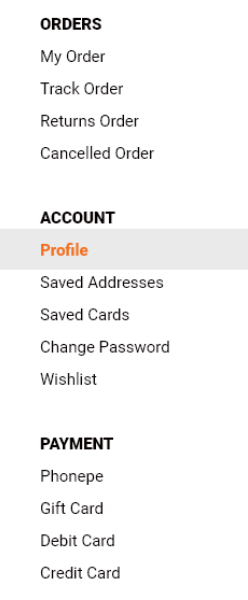 ORDERS
My Order
Track Order
Returns Order
Cancelled Order
ACCOUNT
Profile
Saved Addresses
Saved Cards
Change Password
Wishlist
PAYMENT
Phonepe
Gift Card
Debit Card
Credit Card